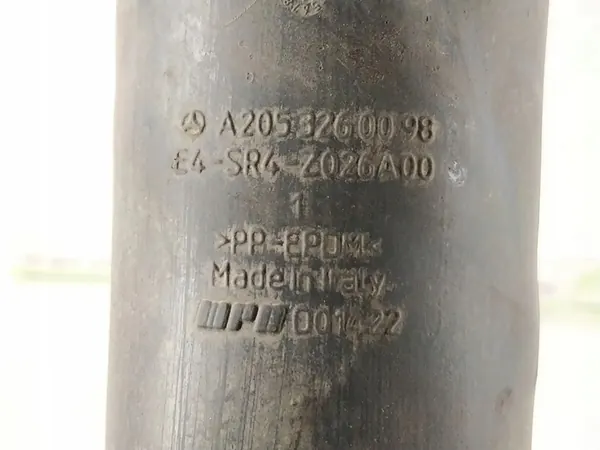 A205 326 00 98
E4-SR4-Z026A00
1
>PP-EPDM<
Made in Italy
001422